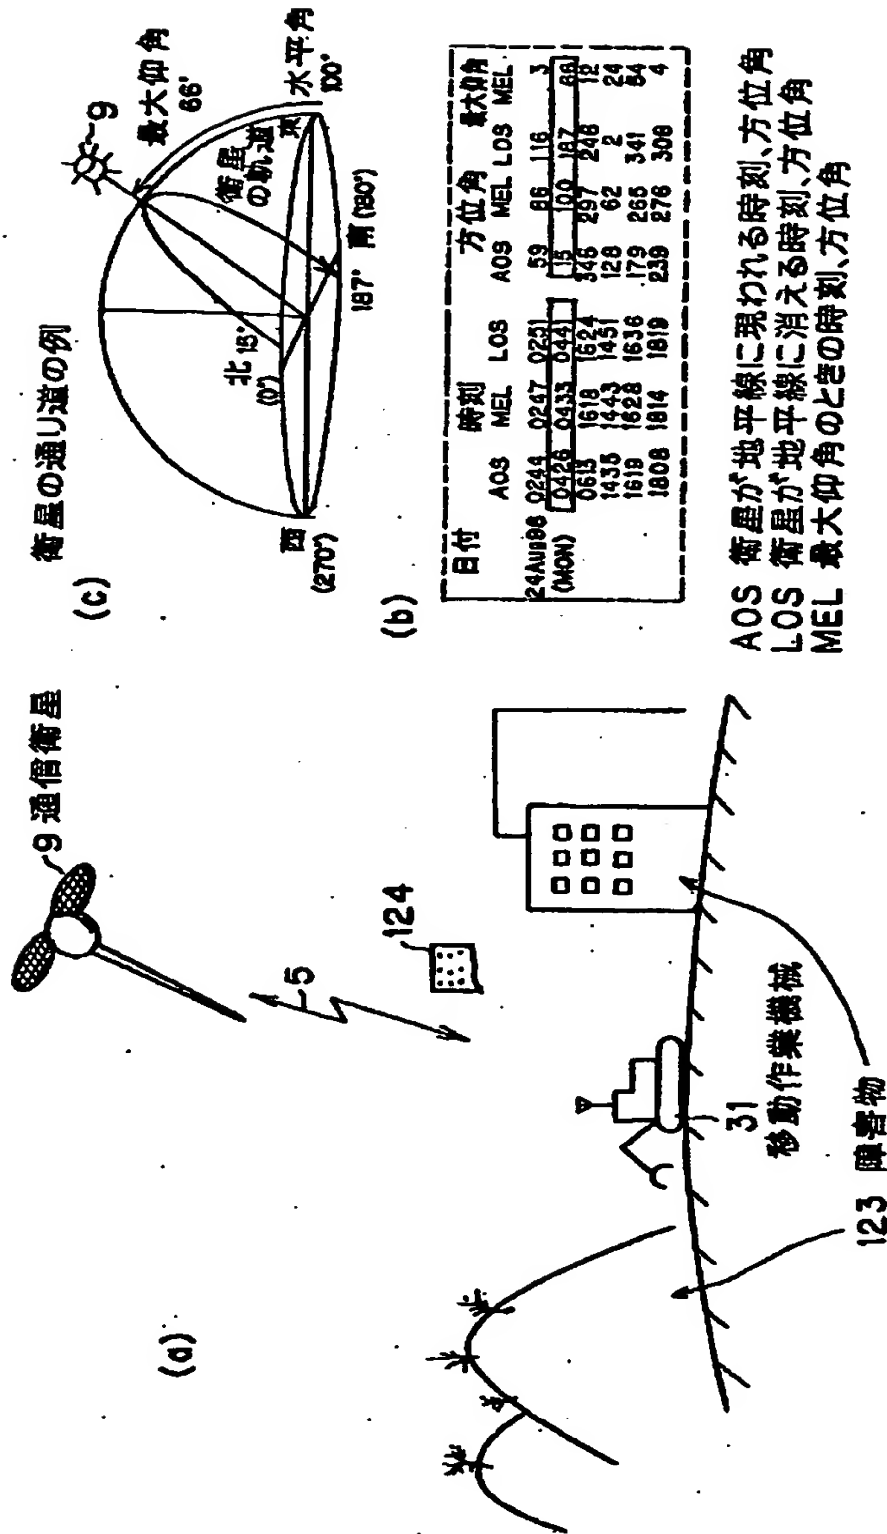 (a)
9 通信衛星
5
124
31
移動作業機械
123 障害物
(c)
衛星の通り道の例
最大仰角
66°
9
衛星
の軌道
東
水平角
100°
北 15°
(0°)
西
(270°)
187° 南(180°)
(b)
日付 時刻 方位角 最大仰角
AOS MEL LOS AOS MEL LOS MEL
24Aug98 0244 0247 0251 59 86 116 3
(MON) 0426 0433 0441 15 100 187 66
0613 1618 1624 346 297 248 12
1435 1443 1451 128 62 2 24
1619 1628 1636 179 265 341 54
1808 1814 1819 239 276 308 4
AOS 衛星が地平線に現われる時刻、方位角
LOS 衛星が地平線に消える時刻、方位角
MEL 最大仰角のときの時刻、方位角